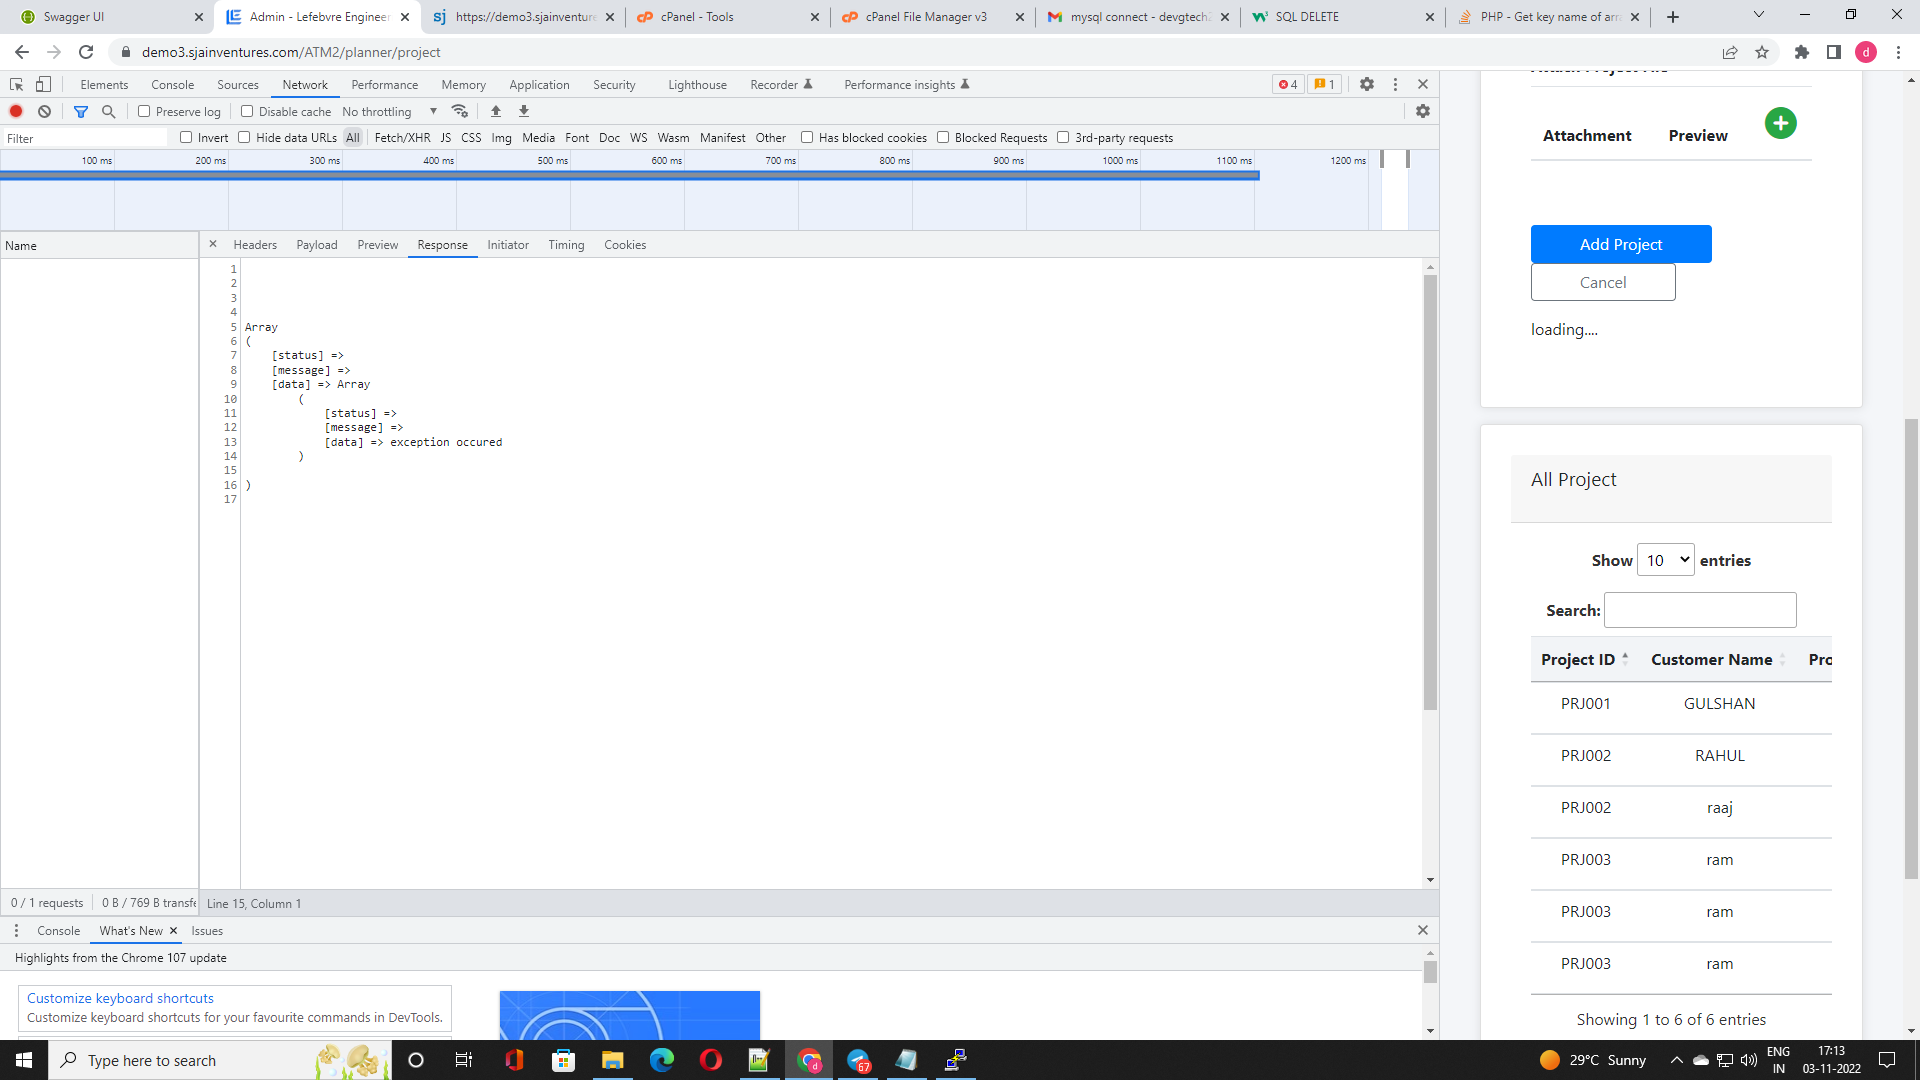 Swagger UI
Admin - Lefebvre Engineer
https://demo3.sjainventure
cPanel - Tools
cPanel File Manager v3
mysql connect - devgtech
SQL DELETE
PHP - Get key name of arr
demo3.sjainventures.com/ATM2/planner/project
d
Elements Console Sources Network Performance Memory Application Security Lighthouse Recorder Performance insights 4 1
Preserve log Disable cache No throttling
Filter Invert Hide data URLs All Fetch/XHR JS CSS Img Media Font Doc WS Wasm Manifest Other Has blocked cookies Blocked Requests 3rd-party requests
100 ms 200 ms 300 ms 400 ms 500 ms 600 ms 700 ms 800 ms 900 ms 1000 ms 1100 ms 1200 ms
Name
Headers Payload Preview Response Initiator Timing Cookies
1
2
3
4
5 Array
6 (
7 [status] =>
8 [message] =>
9 [data] => Array
10 (
11 [status] =>
12 [message] =>
13 [data] => exception occured
14 )
15
16 )
17
0 / 1 requests 0 B / 769 B transfe Line 15, Column 1
Console What's New Issues
Highlights from the Chrome 107 update
Customize keyboard shortcuts
Customize keyboard shortcuts for your favourite commands in DevTools.
Attach Project File
Attachment Preview
Add Project
Cancel
loading....
All Project
Show 10 entries
Search:
Project ID Customer Name Pro
PRJ001 GULSHAN
PRJ002 RAHUL
PRJ002 raaj
PRJ003 ram
PRJ003 ram
PRJ003 ram
Showing 1 to 6 of 6 entries
Type here to search
67
29°C Sunny
ENG
IN
17:13
03-11-2022